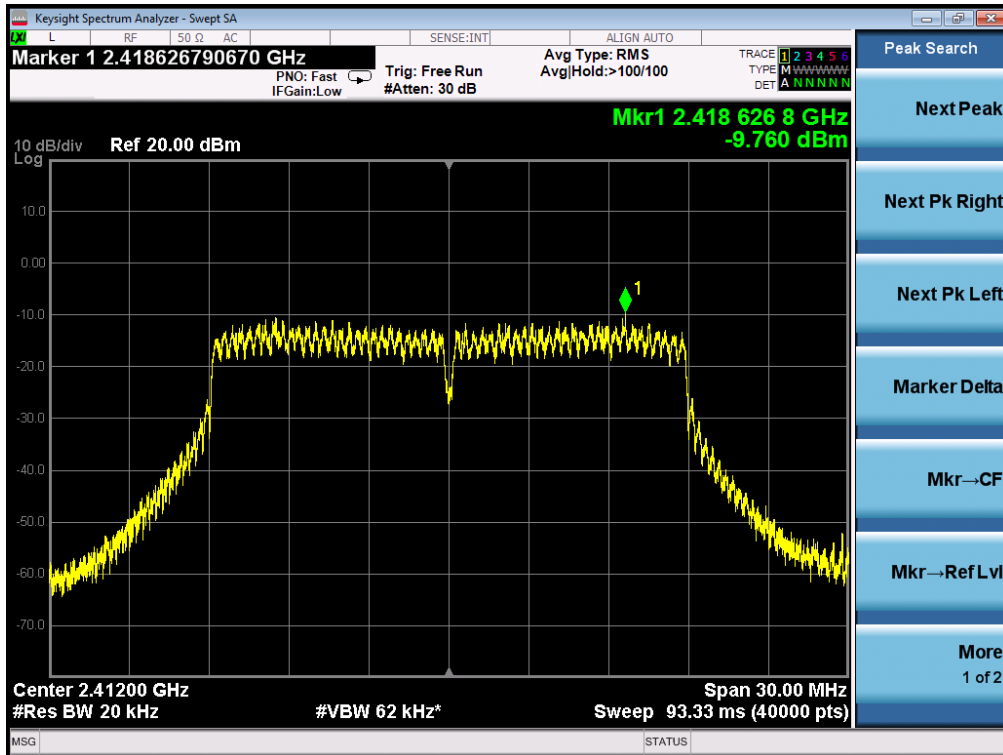 Keysight Spectrum Analyzer - Swept SA
LXI L RF 50 Ω AC SENSE:INT ALIGN AUTO
Marker 1 2.418626790670 GHz
PNO: Fast
IFGain:Low
Trig: Free Run
#Atten: 30 dB
Avg Type: RMS
Avg|Hold:>100/100
TRACE 1 2 3 4 5 6
TYPE M WWWWW
DET A N N N N N
Mkr1 2.418 626 8 GHz
-9.760 dBm
10 dB/div Ref 20.00 dBm
Log
10.0
0.00
1
-10.0
-20.0
-30.0
-40.0
-50.0
-60.0
-70.0
Center 2.41200 GHz Span 30.00 MHz
#Res BW 20 kHz #VBW 62 kHz* Sweep 93.33 ms (40000 pts)
MSG STATUS
Peak Search
Next Peak
Next Pk Right
Next Pk Left
Marker Delta
Mkr→CF
Mkr→Ref Lvl
More
1 of 2